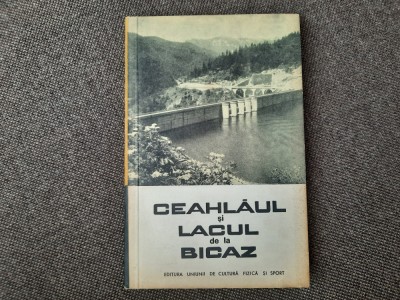 CEAHLĂUL
și
LACUL
de la
BICAZ
EDITURA UNIUNII DE CULTURĂ FIZICĂ ȘI SPORT